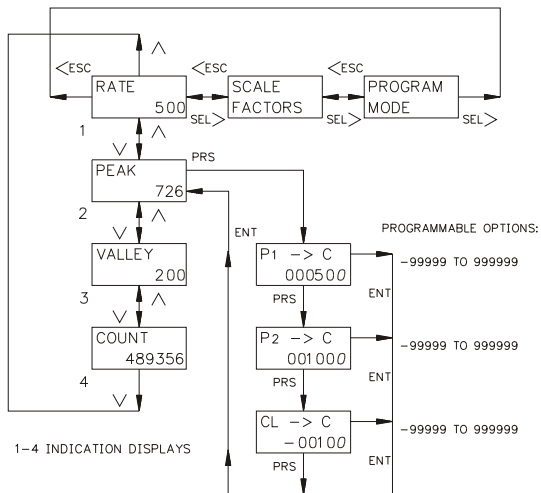 <ESC <ESC <ESC
RATE
500
SCALE
FACTORS
PROGRAM
MODE
SEL> SEL> SEL>
1
PEAK
726
PRS
2
VALLEY
200
3
COUNT
489356
4
1-4 INDICATION DISPLAYS
ENT
PROGRAMMABLE OPTIONS:
P1 -> C
000500
-99999 TO 999999
PRS
ENT
P2 -> C
001000
-99999 TO 999999
PRS
ENT
CL -> C
-00100
-99999 TO 999999
PRS
ENT